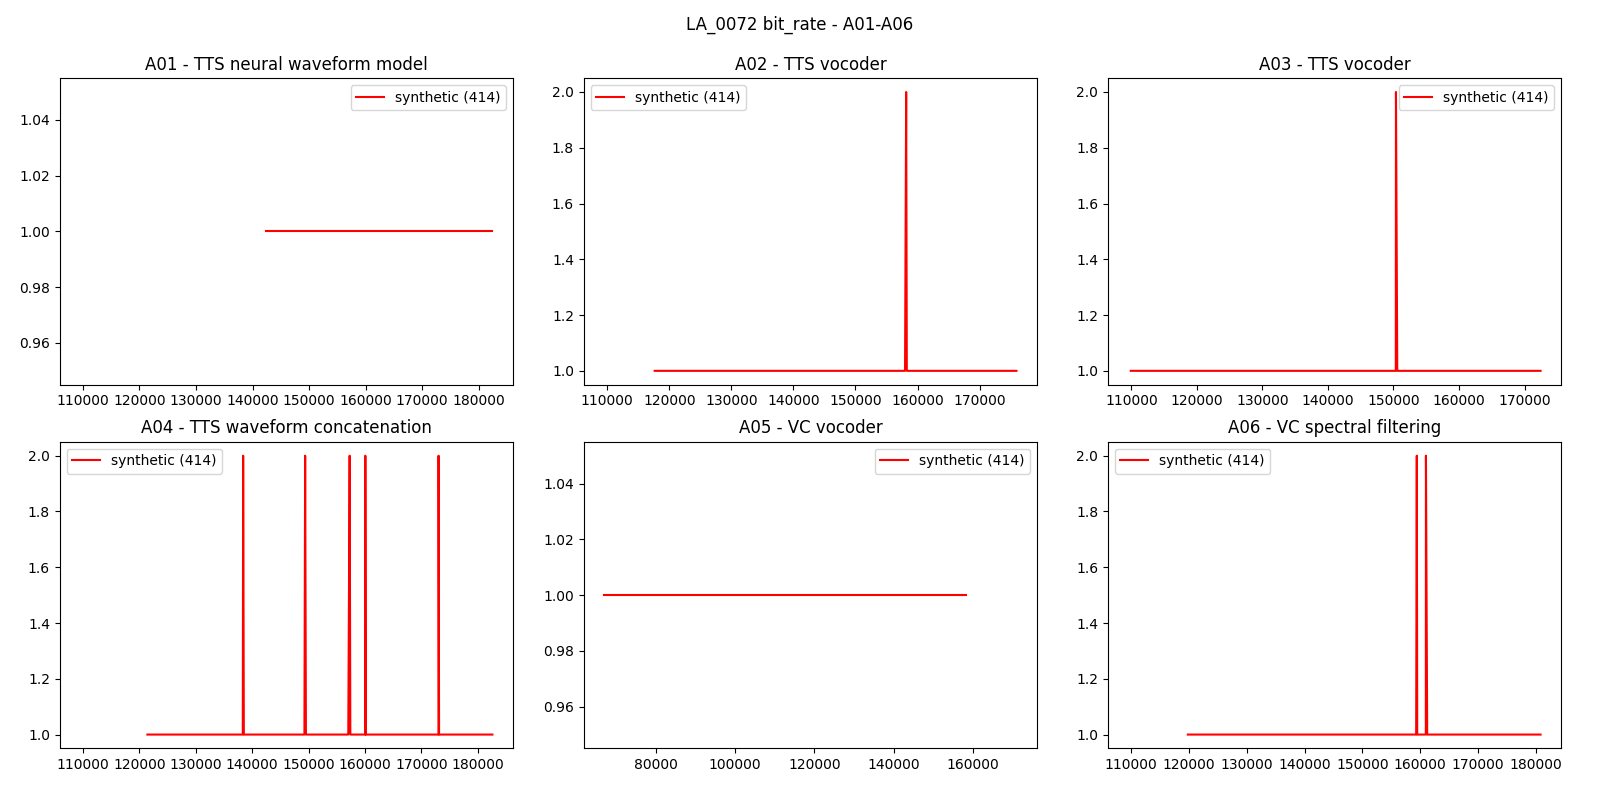 LA_0072 bit_rate - A01-A06
A01 - TTS neural waveform model
synthetic (414)
1.04
1.02
1.00
0.98
0.96
110000 120000 130000 140000 150000 160000 170000 180000
A02 - TTS vocoder
synthetic (414)
2.0
1.8
1.6
1.4
1.2
1.0
110000 120000 130000 140000 150000 160000 170000
A03 - TTS vocoder
synthetic (414)
2.0
1.8
1.6
1.4
1.2
1.0
110000 120000 130000 140000 150000 160000 170000
A04 - TTS waveform concatenation
synthetic (414)
2.0
1.8
1.6
1.4
1.2
1.0
110000 120000 130000 140000 150000 160000 170000 180000
A05 - VC vocoder
synthetic (414)
1.04
1.02
1.00
0.98
0.96
80000 100000 120000 140000 160000
A06 - VC spectral filtering
synthetic (414)
2.0
1.8
1.6
1.4
1.2
1.0
110000 120000 130000 140000 150000 160000 170000 180000